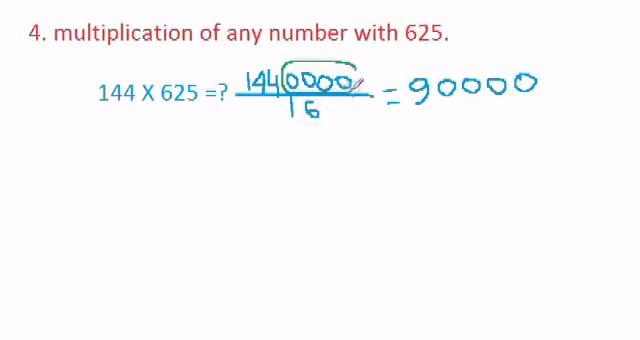 4. multiplication of any number with 625.
144 X 625 =? 1440000/16 = 90000